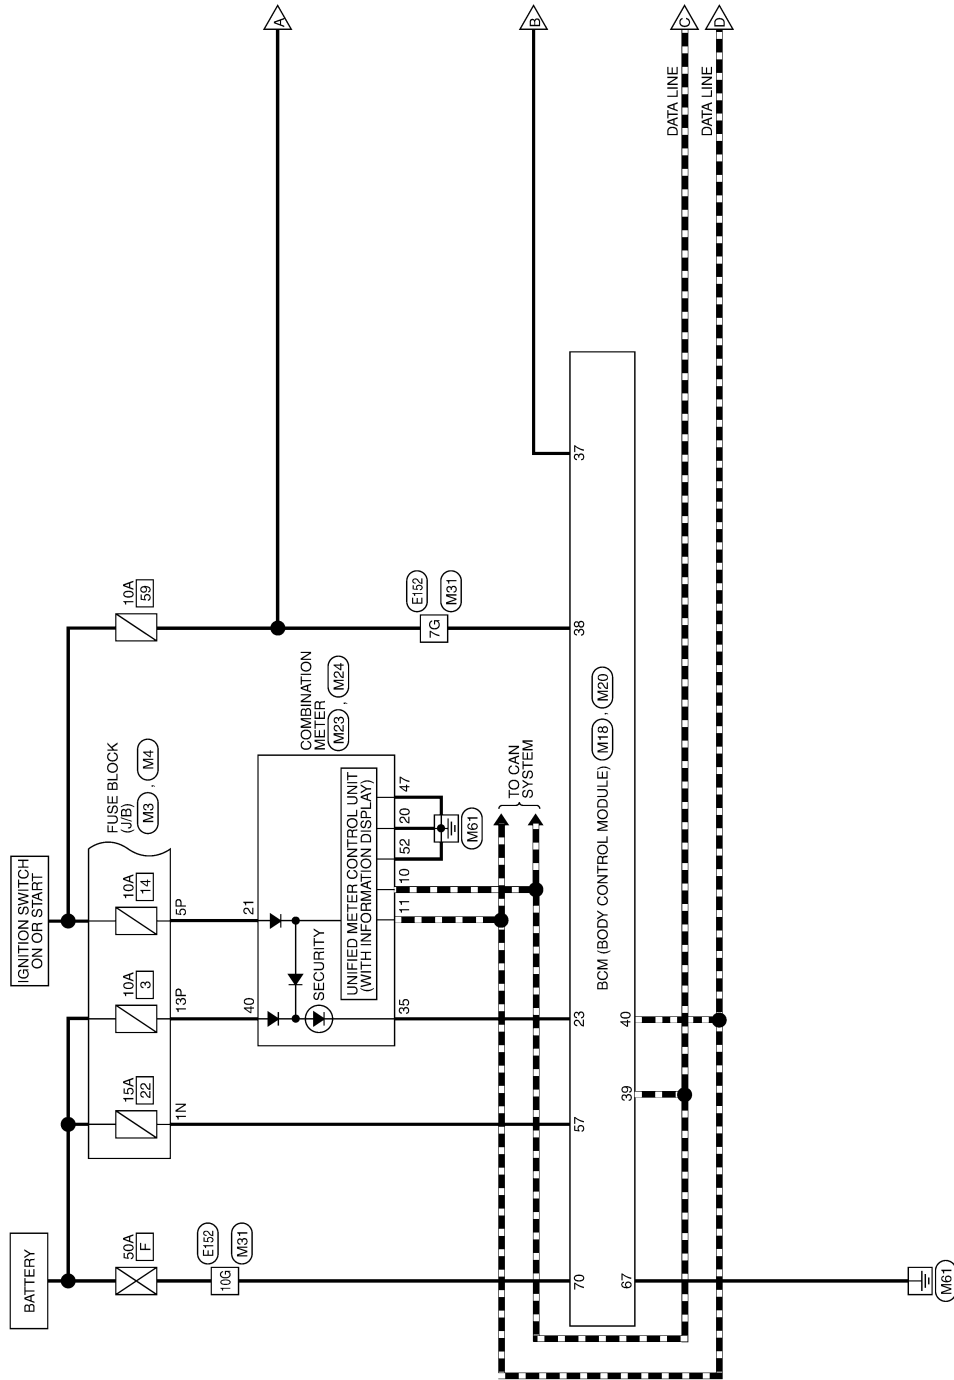 BATTERY
50A
F
E152
10G
M31
70
67
M61
15A
22
1N
57
IGNITION SWITCH
ON OR START
10A
3
13P
10A
14
5P
FUSE BLOCK
(J/B)
M3 , M4
10A
59
40
21
SECURITY
UNIFIED METER CONTROL UNIT
(WITH INFORMATION DISPLAY)
COMBINATION
METER
M23 , M24
35
11
10
52
20
47
M61
TO CAN
SYSTEM
E152
7G
M31
23
38
37
BCM (BODY CONTROL MODULE) M18 , M20
39
40
A
B
C
D
DATA LINE
DATA LINE